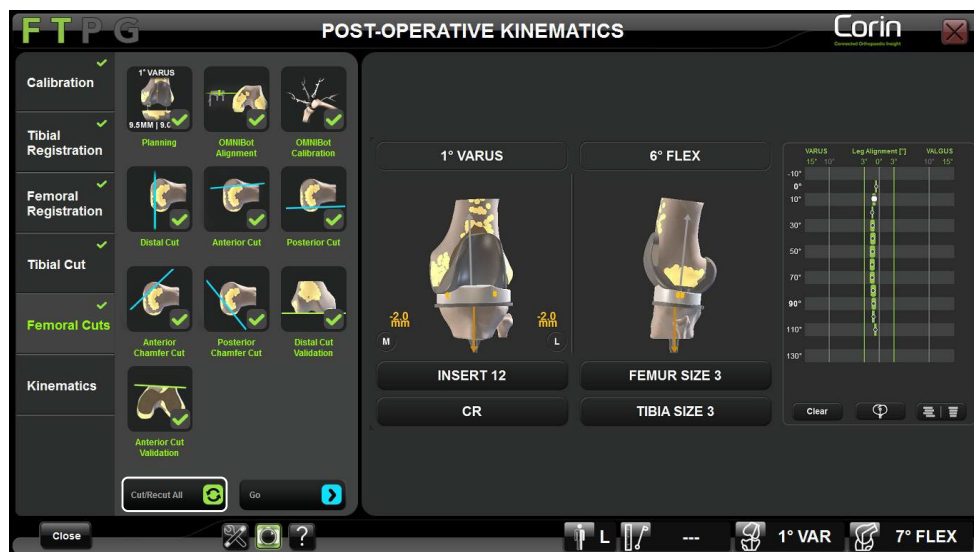 FTPG
POST-OPERATIVE KINEMATICS
Corin
Connected Orthopaedic Insight
Calibration
Tibial
Registration
Femoral
Registration
Tibial Cut
Femoral Cuts
Kinematics
1° VARUS
9.5MM | 9.0
Planning
OMNIBot
Alignment
OMNIBot
Calibration
Distal Cut
Anterior Cut
Posterior Cut
Anterior
Chamfer Cut
Posterior
Chamfer Cut
Distal Cut
Validation
Anterior Cut
Validation
Cut/Recut All
Go
1° VARUS
6° FLEX
-2.0
mm
-2.0
mm
M
L
INSERT 12
FEMUR SIZE 3
CR
TIBIA SIZE 3
VARUS Leg Alignment [°] VALGUS
15° 10° 3° 0° 3° 10° 15°
-10°
0°
10°
30°
50°
70°
90°
110°
130°
Clear
Close
?
L
---
1° VAR
7° FLEX